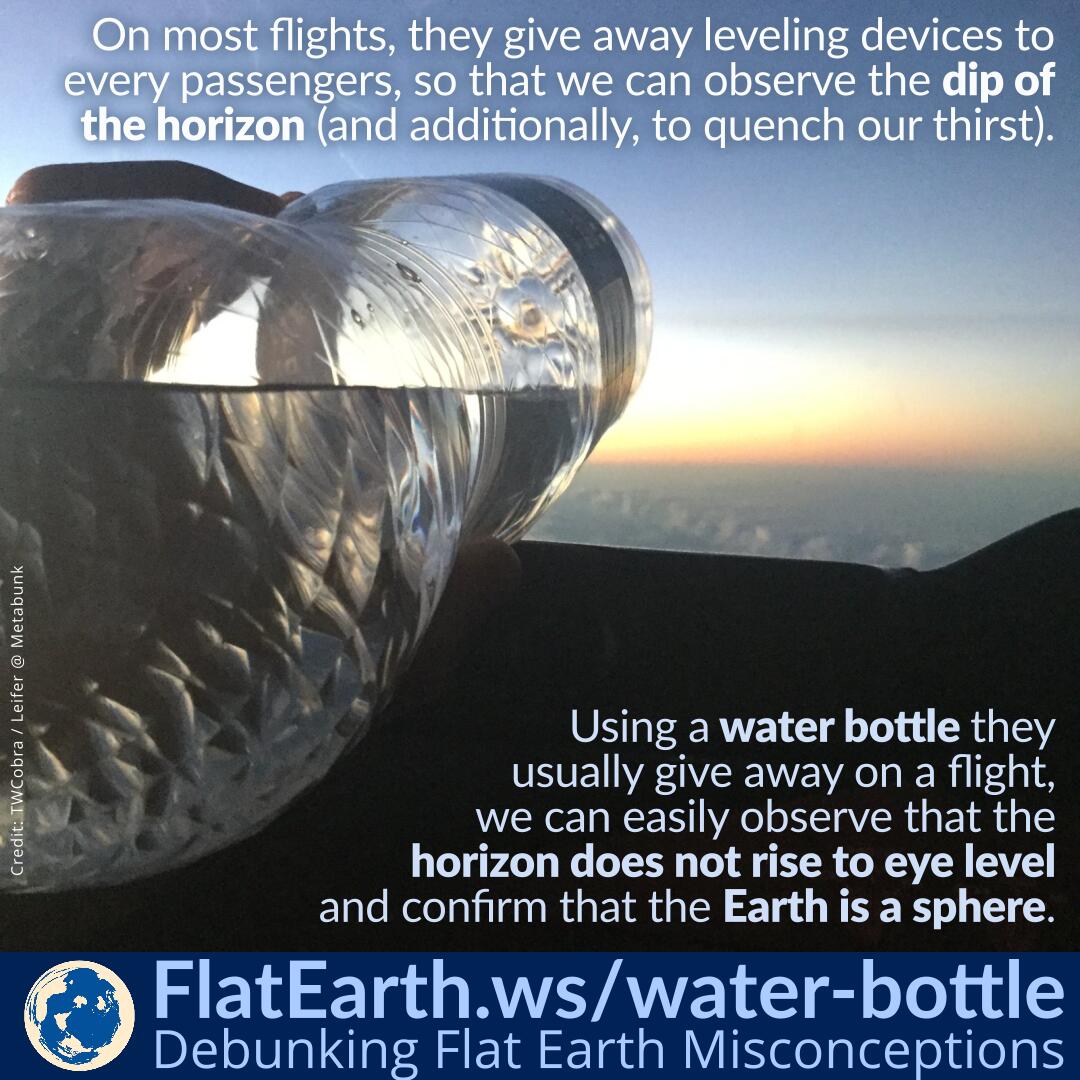 On most flights, they give away leveling devices to
every passengers, so that we can observe the dip of
the horizon (and additionally, to quench our thirst).
Credit: TWCobra / Leifer @ Metabunk
Using a water bottle they
usually give away on a flight,
we can easily observe that the
horizon does not rise to eye level
and confirm that the Earth is a sphere.
FlatEarth.ws/water-bottle
Debunking Flat Earth Misconceptions